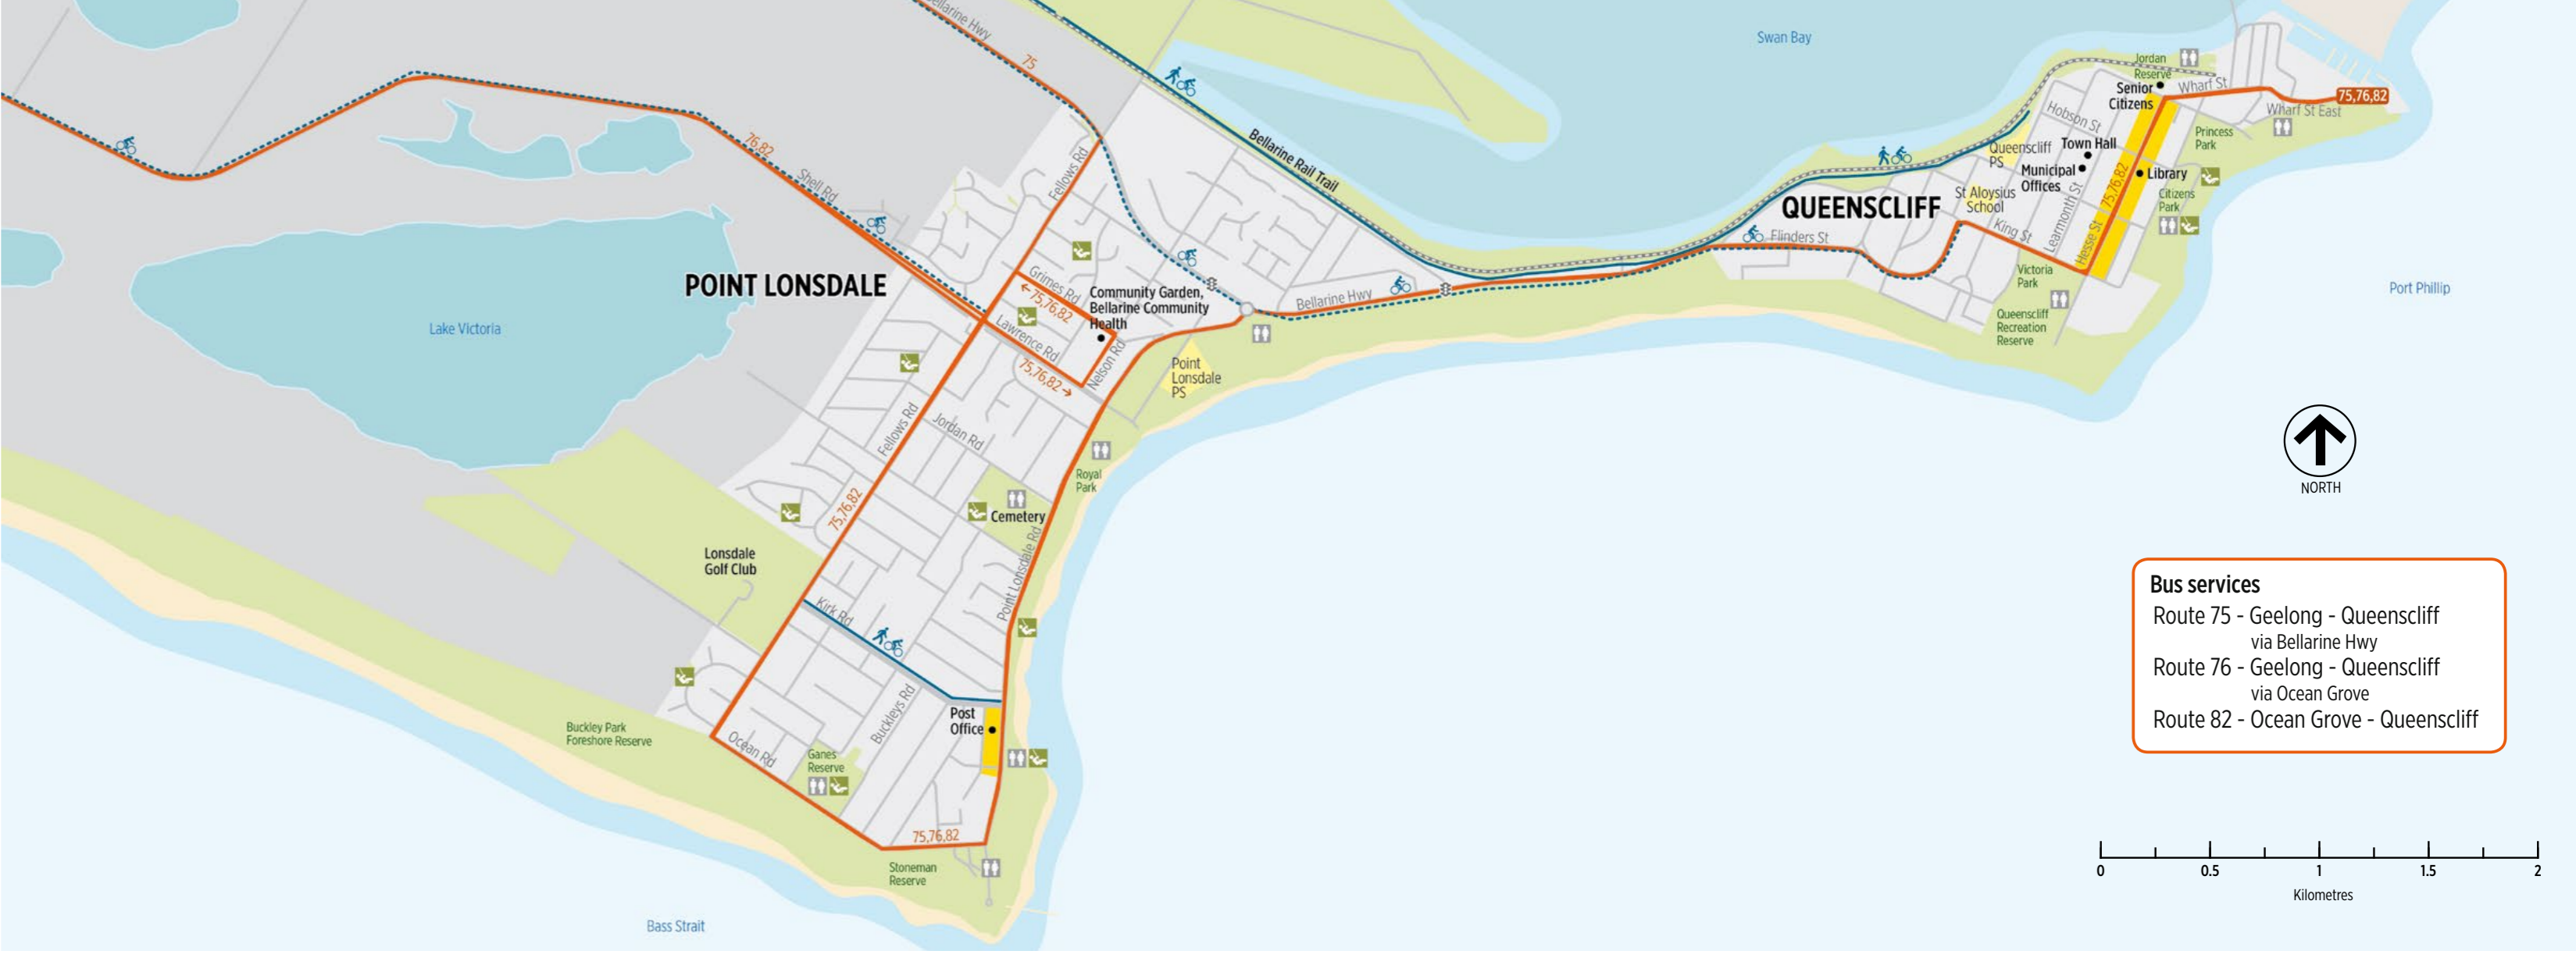 Bellarine Hwy
75
Swan Bay
Jordan
Reserve
Senior
Citizens
Wharf St
75,76,82
Wharf St East
Hobson St
Princess
Park
Queenscliff
PS
Town Hall
Municipal
Offices
Library
76,82
Shell Rd
Bellarine Rail Trail
Fellows Rd
QUEENSCLIFF
St Aloysius
School
Learmonth St
75,76,82
Citizens
Park
Flinders St
King St
Hesse St
Victoria
Park
Port Phillip
Queenscliff
Recreation
Reserve
POINT LONSDALE
Lake Victoria
Grimes Rd
←75,76,82
Community Garden,
Bellarine Community
Health
Bellarine Hwy
Lawrence Rd
75,76,82→
Nelson Rd
Point
Lonsdale
PS
Fellows Rd
Jordan Rd
75,76,82
Royal
Park
Cemetery
Point Lonsdale Rd
NORTH
Lonsdale
Golf Club
Kirk Rd
Buckleys Rd
Post
Office
Buckley Park
Foreshore Reserve
Ocean Rd
Ganes
Reserve
75,76,82
Stoneman
Reserve
Bass Strait
Bus services
Route 75 - Geelong - Queenscliff
via Bellarine Hwy
Route 76 - Geelong - Queenscliff
via Ocean Grove
Route 82 - Ocean Grove - Queenscliff
0 0.5 1 1.5 2
Kilometres